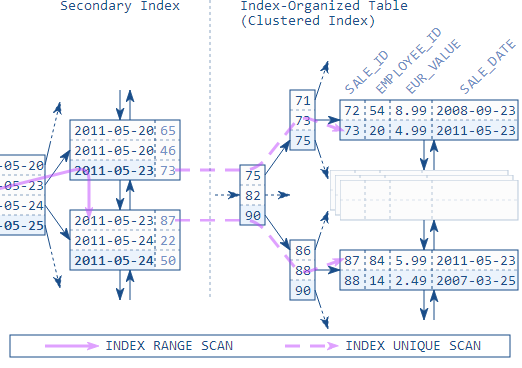 Secondary Index
Index-Organized Table
(Clustered Index)
SALE_ID
EMPLOYEE_ID
EUR_VALUE
SALE_DATE
05-20
05-23
05-24
05-25
2011-05-20 65
2011-05-20 46
2011-05-23 73
2011-05-23 87
2011-05-24 22
2011-05-24 50
75
82
90
71
73
75
86
88
90
72 54 8.99 2008-09-23
73 20 4.99 2011-05-23
87 84 5.99 2011-05-23
88 14 2.49 2007-03-25
INDEX RANGE SCAN
INDEX UNIQUE SCAN